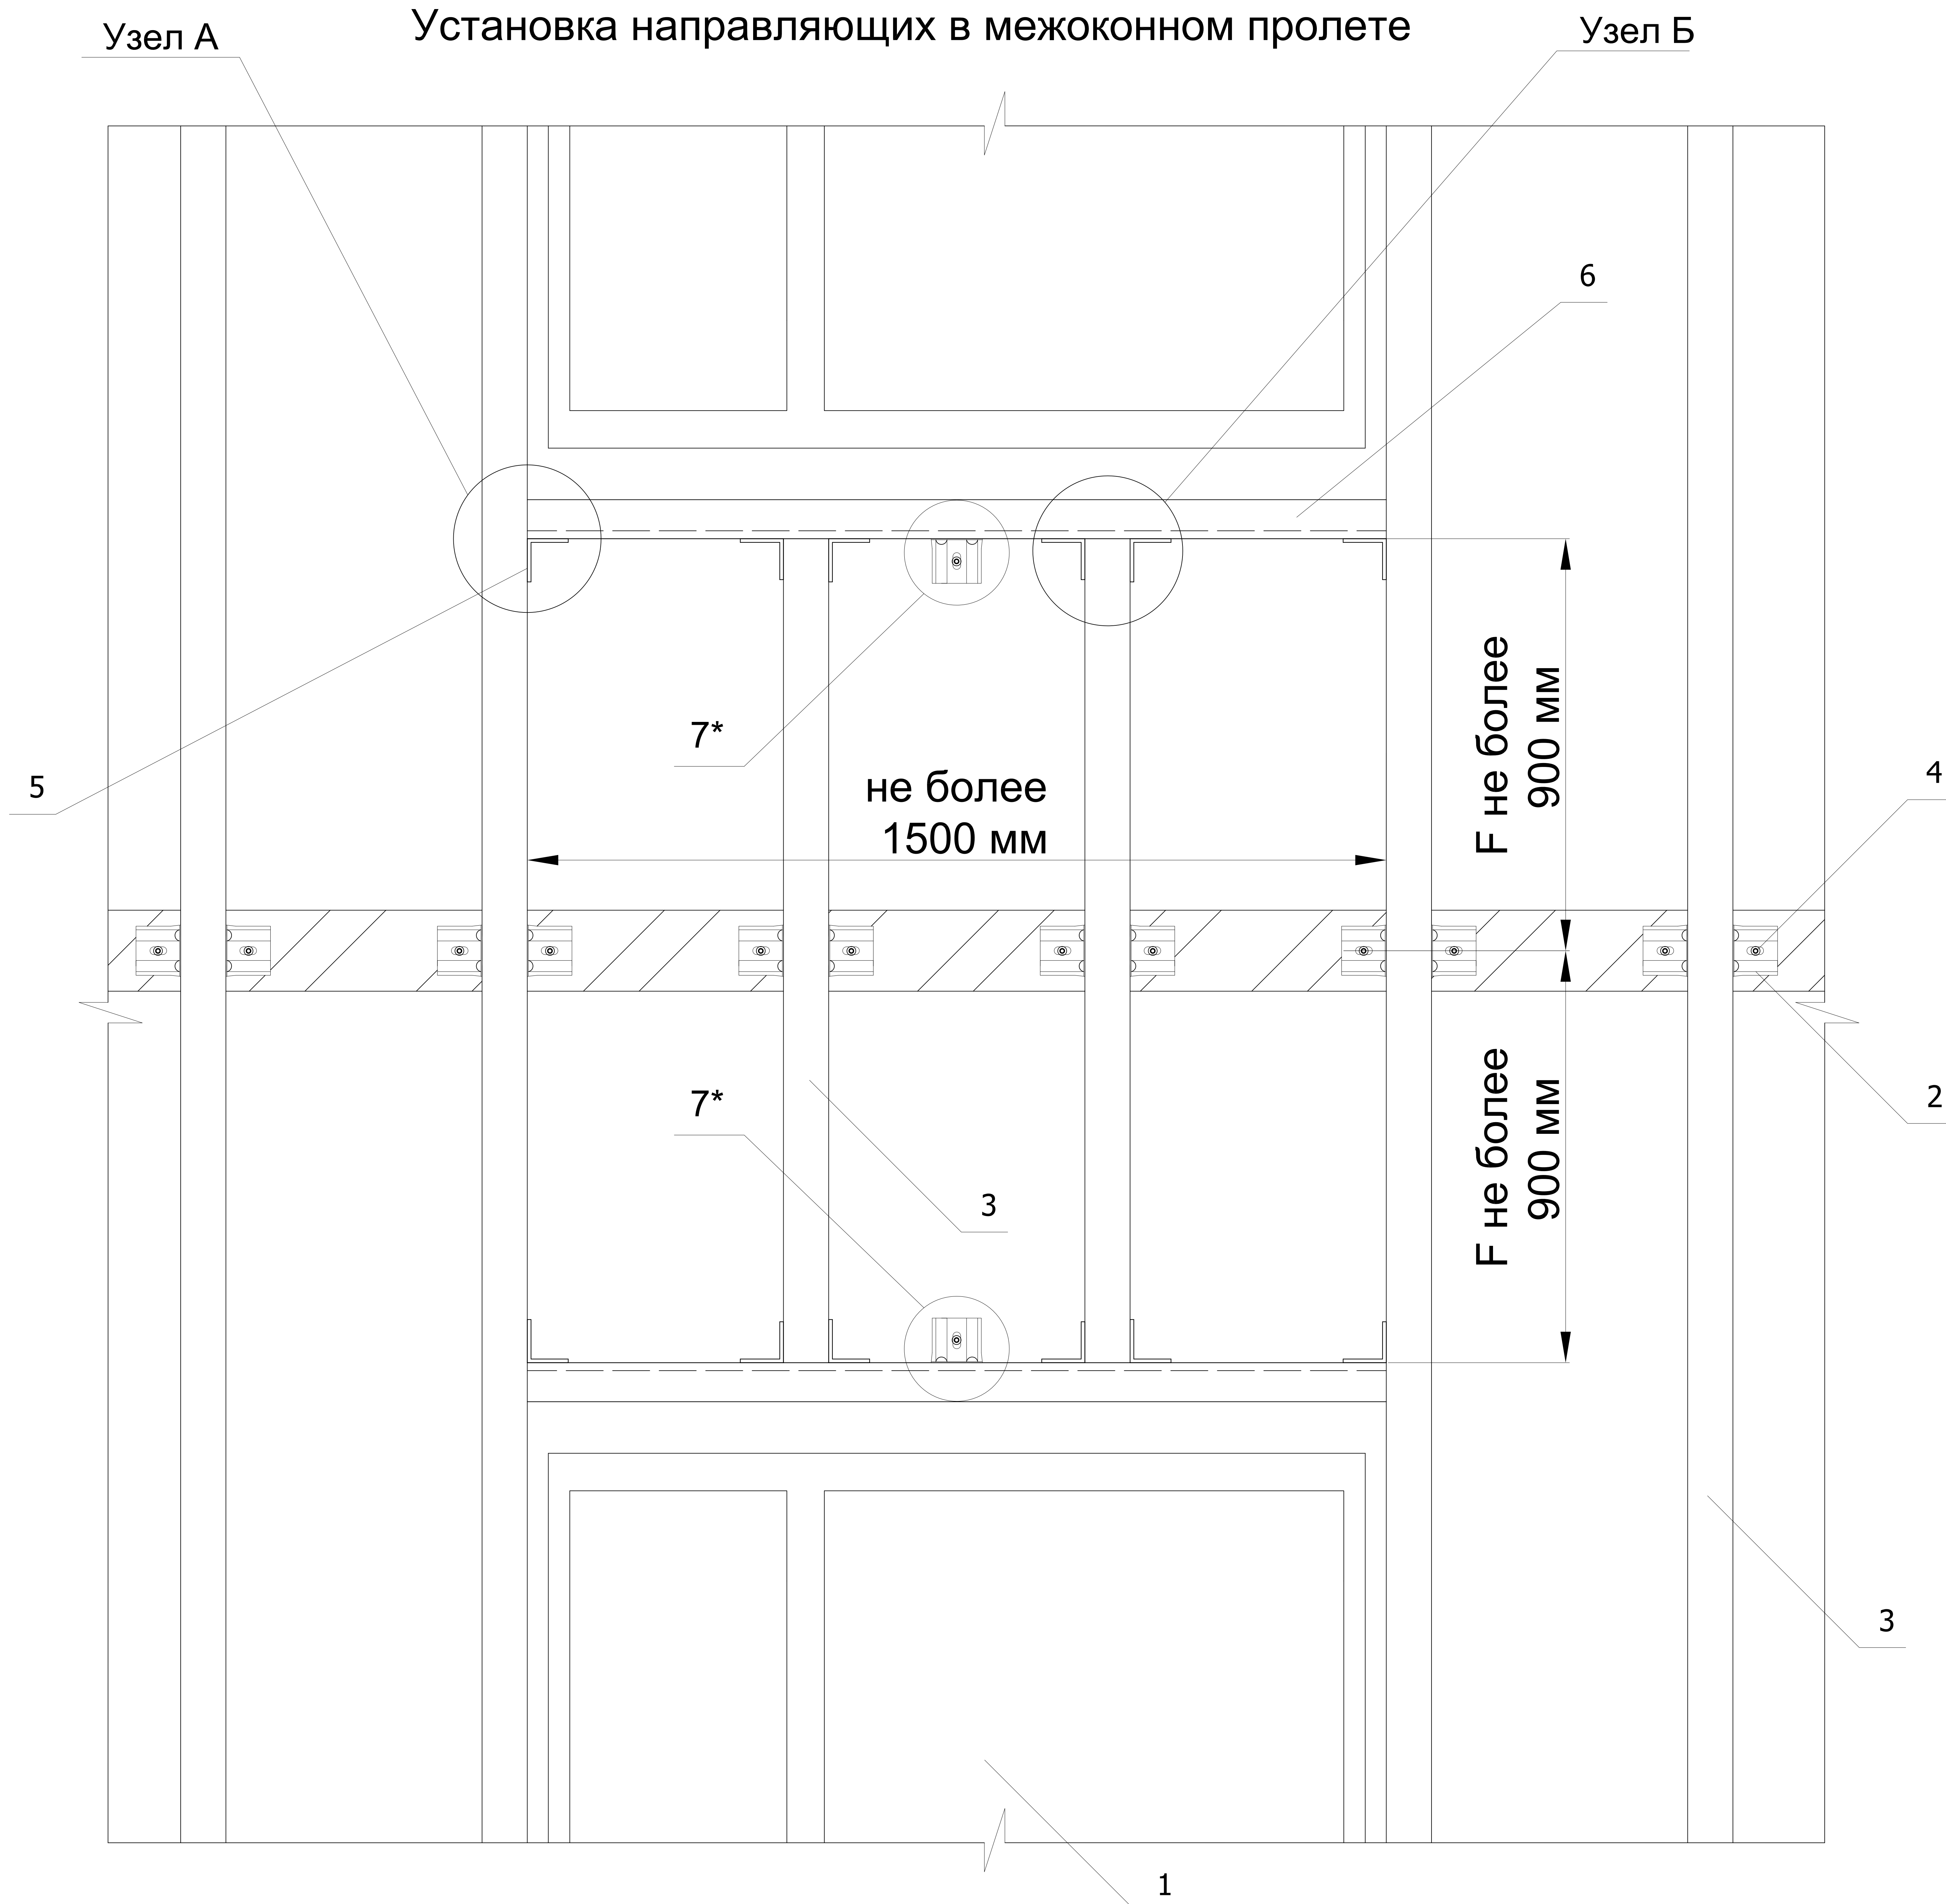 Установка направляющих в межоконном пролете
Узел А
Узел Б
6
7*
5
не более
1500 мм
F не более
900 мм
4
7*
F не более
900 мм
2
3
3
1